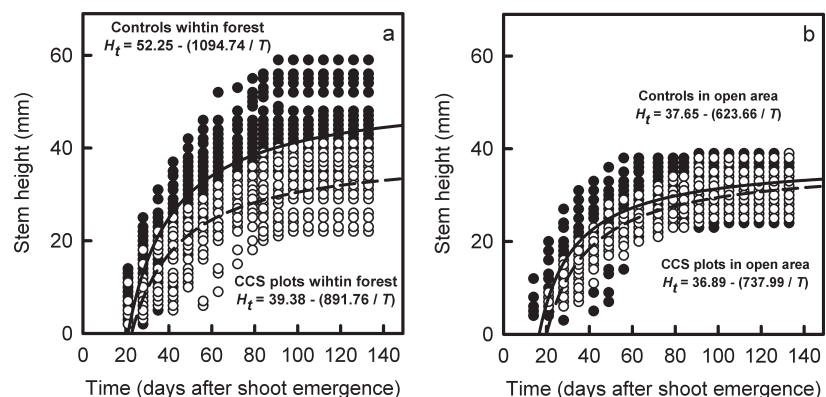 a
Controls wihtin forest
Ht = 52.25 - (1094.74 / T)
60
40
20
0
Stem height (mm)
CCS plots wihtin forest
Ht = 39.38 - (891.76 / T)
0 20 40 60 80 100 120 140
Time (days after shoot emergence)
b
Controls in open area
Ht = 37.65 - (623.66 / T)
60
40
20
0
Stem height (mm)
CCS plots in open area
Ht = 36.89 - (737.99 / T)
0 20 40 60 80 100 120 140
Time (days after shoot emergence)